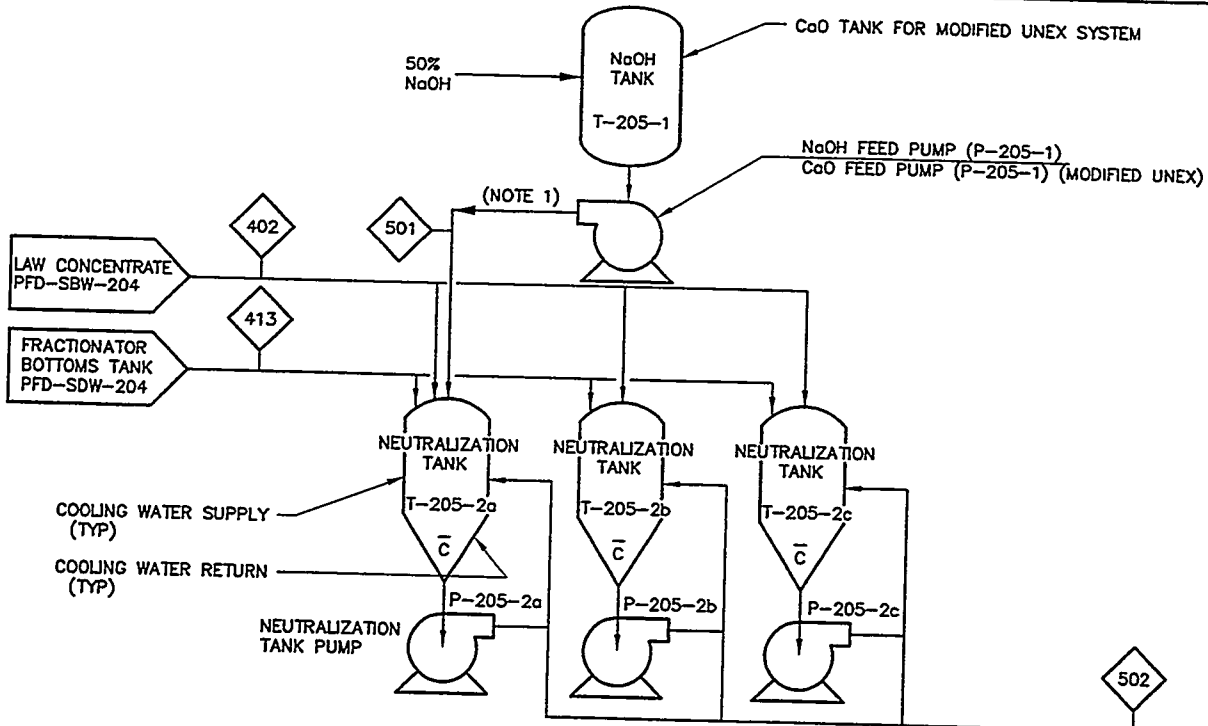 CaO TANK FOR MODIFIED UNEX SYSTEM
50%
NaOH
NaOH
TANK
T-205-1
NaOH FEED PUMP (P-205-1)
CaO FEED PUMP (P-205-1) (MODIFIED UNEX)
(NOTE 1)
402
501
LAW CONCENTRATE
PFD-SBW-204
413
FRACTIONATOR
BOTTOMS TANK
PFD-SDW-204
NEUTRALIZATION
TANK
T-205-2a
C̅
NEUTRALIZATION
TANK
T-205-2b
C̅
NEUTRALIZATION
TANK
T-205-2c
C̅
COOLING WATER SUPPLY
(TYP)
COOLING WATER RETURN
(TYP)
P-205-2a
P-205-2b
P-205-2c
NEUTRALIZATION
TANK PUMP
502